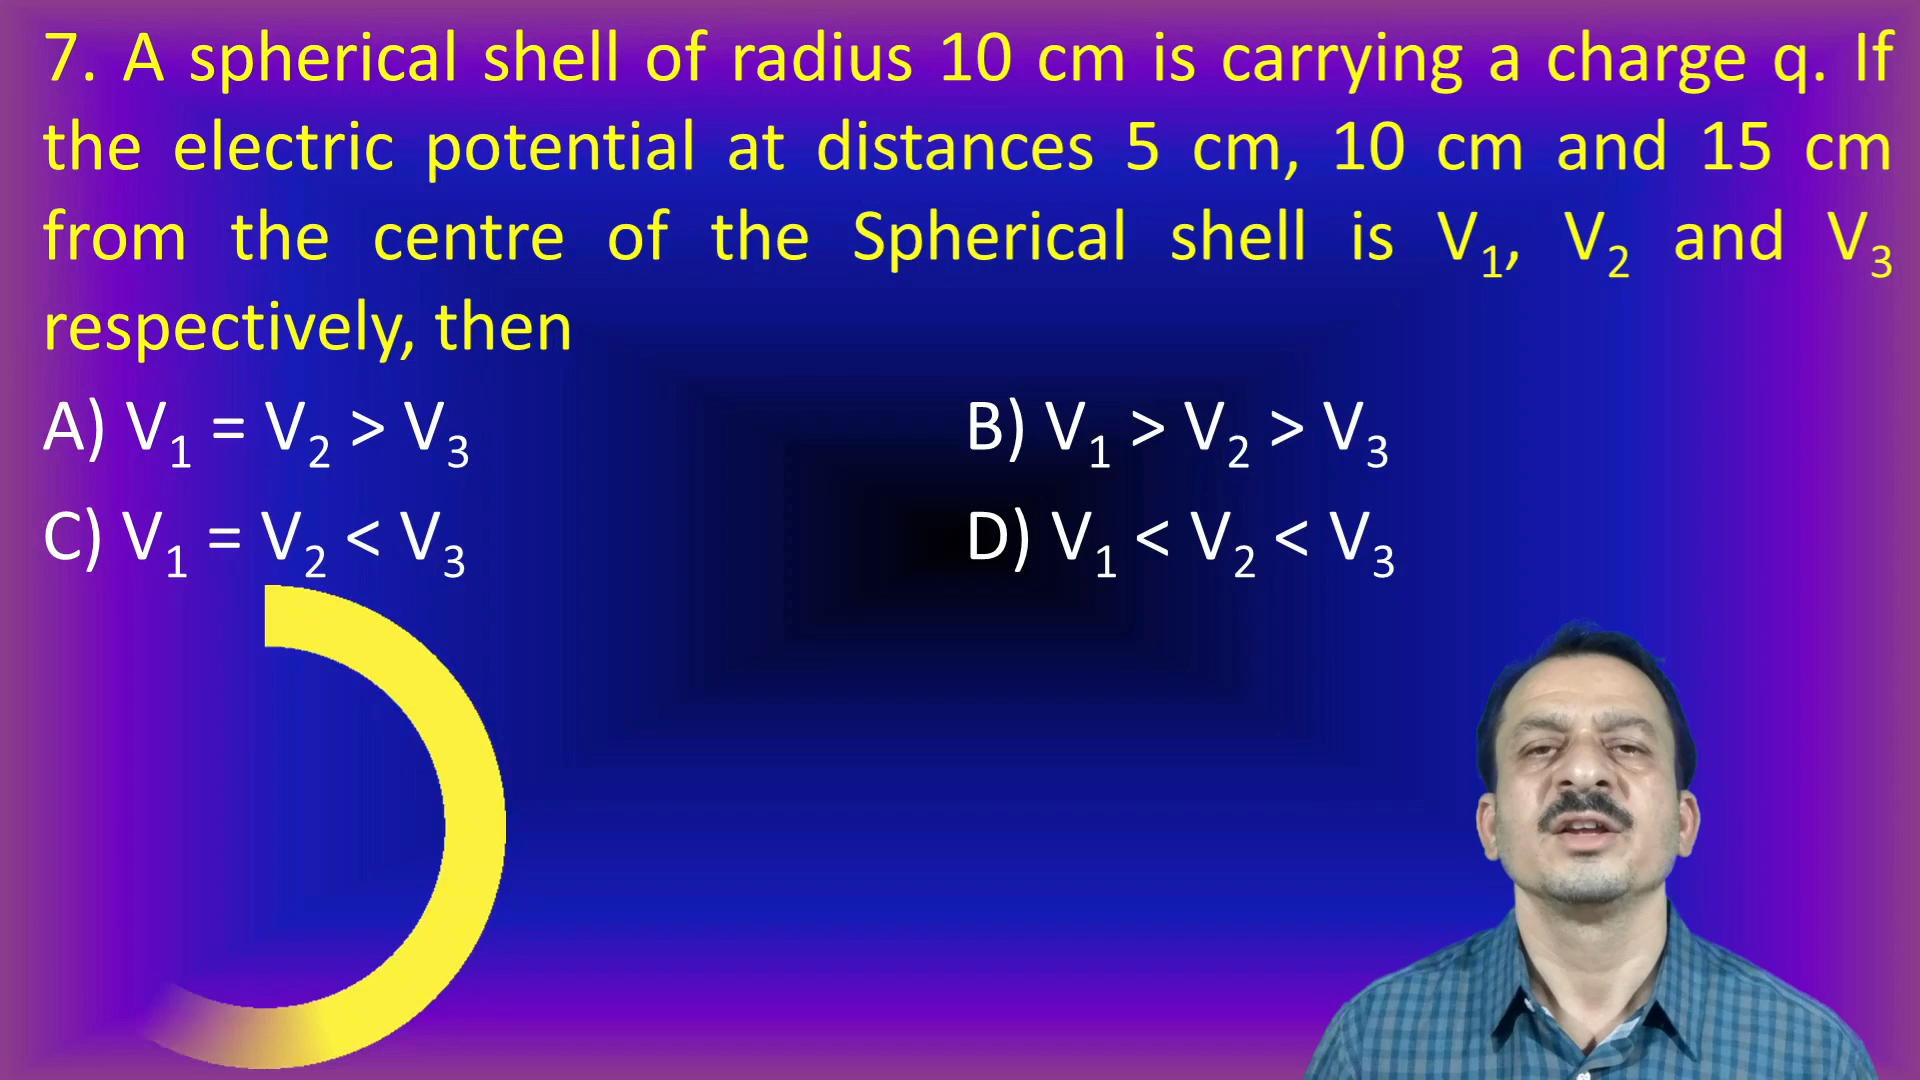 7. A spherical shell of radius 10 cm is carrying a charge q. If
the electric potential at distances 5 cm, 10 cm and 15 cm
from the centre of the Spherical shell is V₁, V₂ and V₃
respectively, then
A) V₁ = V₂ > V₃ B) V₁ > V₂ > V₃
C) V₁ = V₂ < V₃ D) V₁ < V₂ < V₃